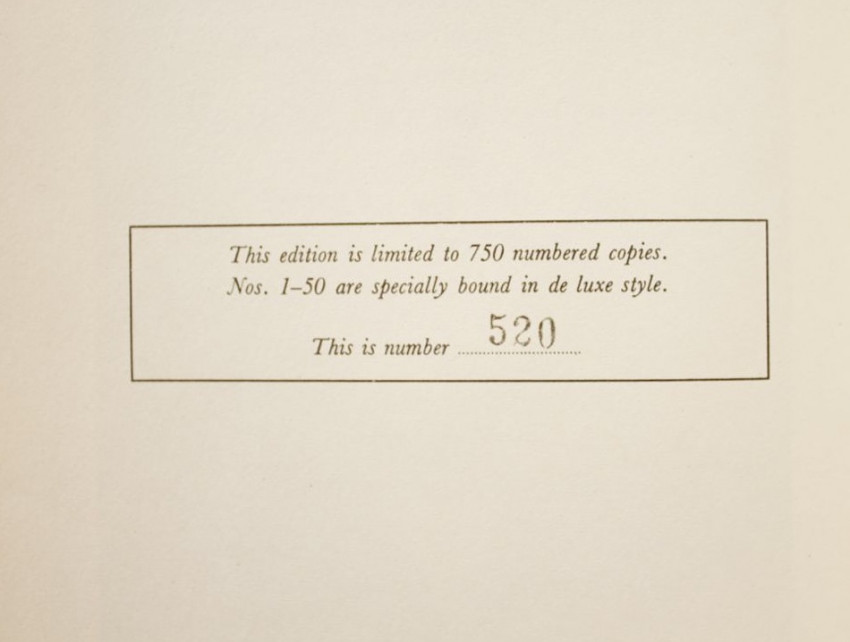 This edition is limited to 750 numbered copies.
Nos. 1–50 are specially bound in de luxe style.
This is number 520